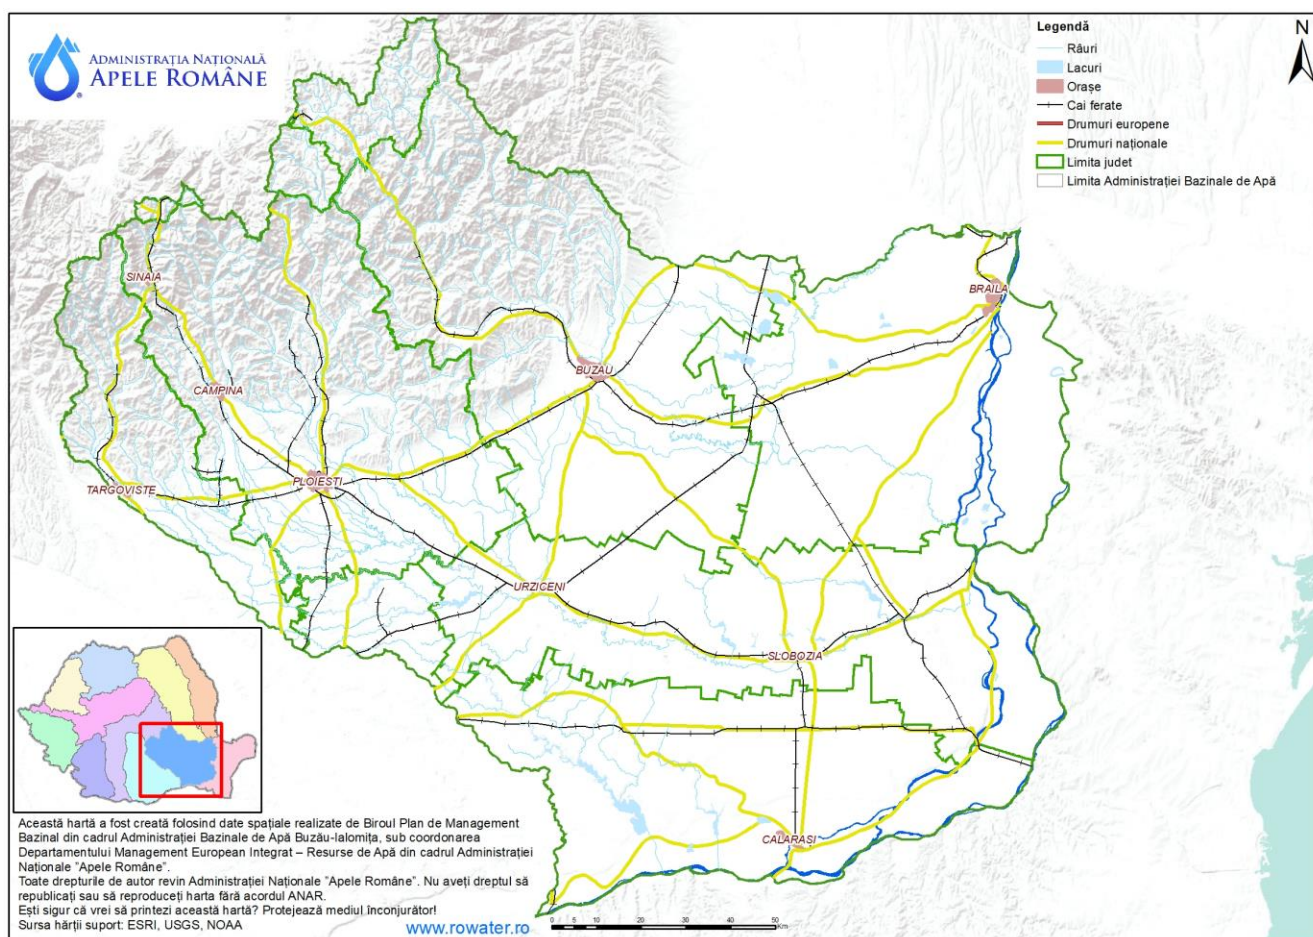 ADMINISTRAȚIA NAȚIONALĂ
APELE ROMÂNE
®
Legendă
Râuri
Lacuri
Orașe
Cai ferate
Drumuri europene
Drumuri naționale
Limita judet
Limita Administrației Bazinale de Apă
N
SINAIA
BRAILA
BUZAU
CAMPINA
PLOIESTI
TARGOVISTE
URZICENI
SLOBOZIA
CALARASI
Această hartă a fost creată folosind date spațiale realizate de Biroul Plan de Management
Bazinal din cadrul Administrației Bazinale de Apă Buzău-Ialomița, sub coordonarea
Departamentului Management European Integrat – Resurse de Apă din cadrul Administrației
Naționale "Apele Române".
Toate drepturile de autor revin Administrației Naționale "Apele Române". Nu aveți dreptul să
republicați sau să reproduceți harta fără acordul ANAR.
Ești sigur că vrei să printezi această hartă? Protejează mediul înconjurător!
Sursa hărții suport: ESRI, USGS, NOAA
www.rowater.ro
0 5 10 20 30 40 50
Km